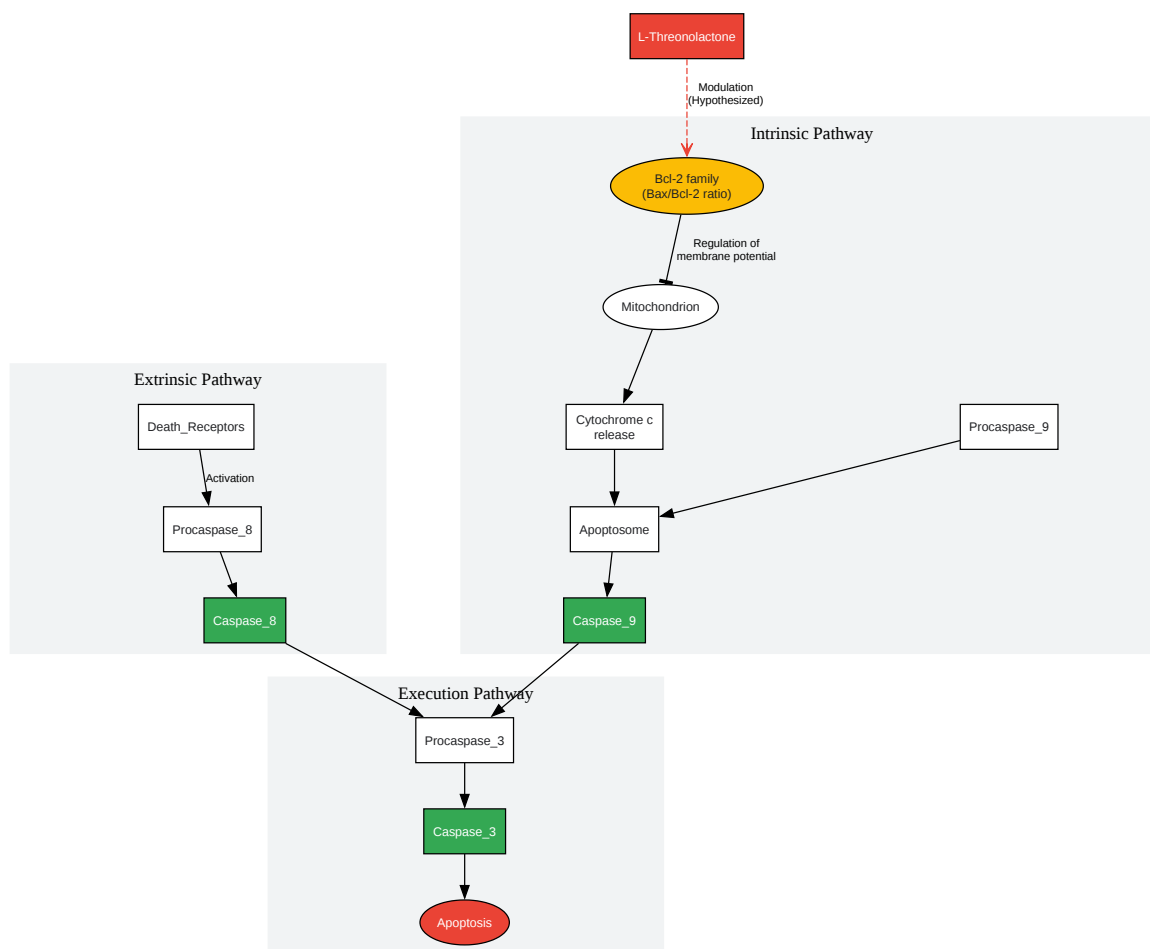 L-Threonolactone
Modulation
(Hypothesized)
Intrinsic Pathway
Bcl-2 family
(Bax/Bcl-2 ratio)
Regulation of
membrane potential
Mitochondrion
Extrinsic Pathway
Death_Receptors
Cytochrome c
release
Procaspase_9
Activation
Procaspase_8
Apoptosome
Caspase_8
Caspase_9
Execution Pathway
Procaspase_3
Caspase_3
Apoptosis